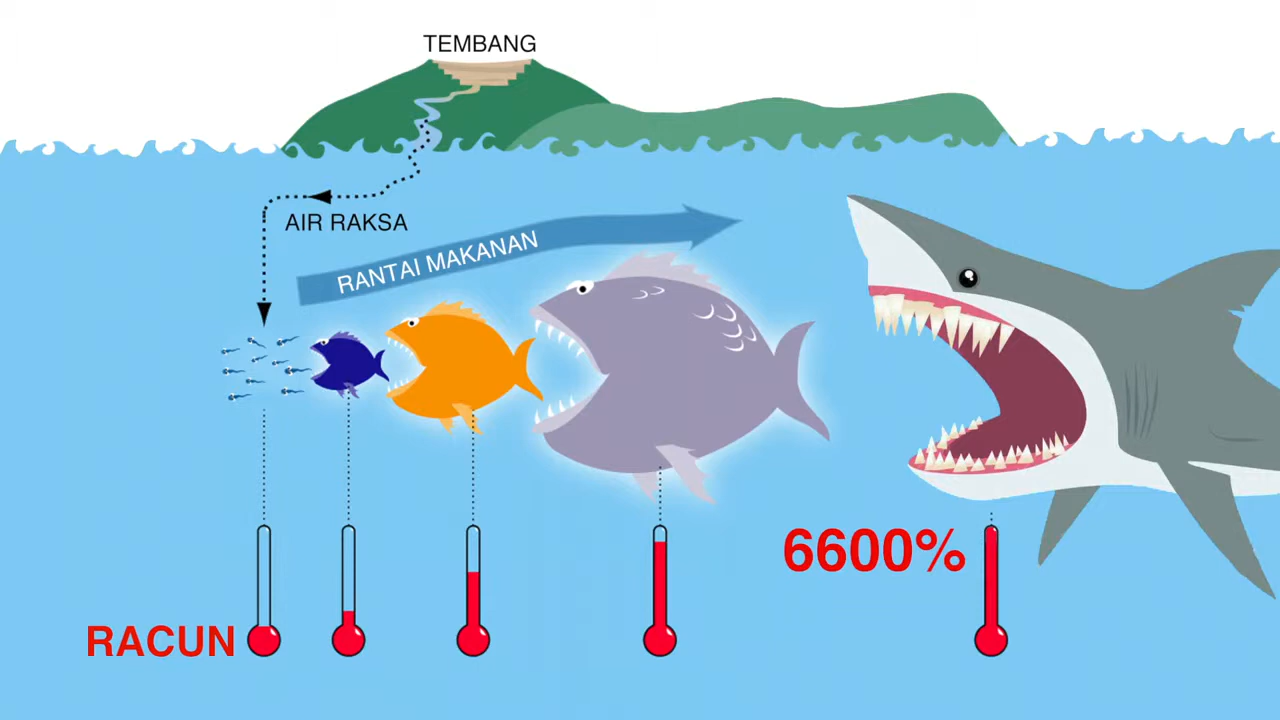 TEMBANG
AIR RAKSA
RANTAI MAKANAN
6600%
RACUN